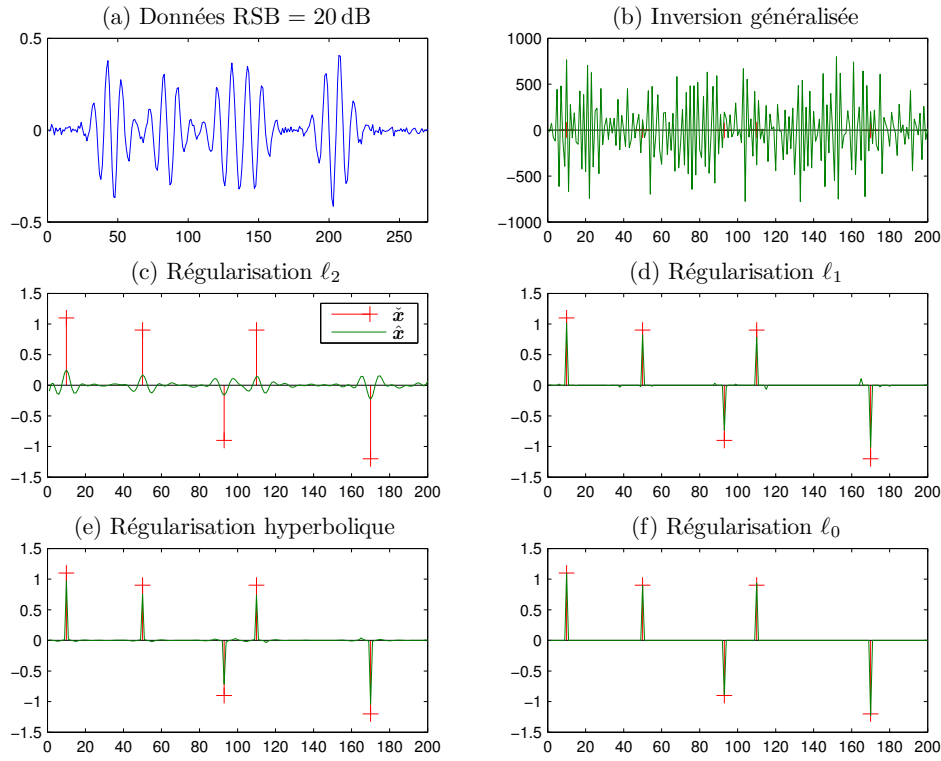 (a) Données RSB = 20 dB
0.5
0
−0.5
50 100 150 200 250
(b) Inversion généralisée
1000
500
0
−500
−1000
0 20 40 60 80 100 120 140 160 180 200
(c) Régularisation ℓ₂
1.5
1
0.5
0
−0.5
−1
−1.5
0 20 40 60 80 100 120 140 160 180 200
x̌
x̂
(d) Régularisation ℓ₁
1.5
1
0.5
0
−0.5
−1
−1.5
0 20 40 60 80 100 120 140 160 180 200
(e) Régularisation hyperbolique
1.5
1
0.5
0
−0.5
−1
−1.5
0 20 40 60 80 100 120 140 160 180 200
(f) Régularisation ℓ₀
1.5
1
0.5
0
−0.5
−1
−1.5
0 20 40 60 80 100 120 140 160 180 200